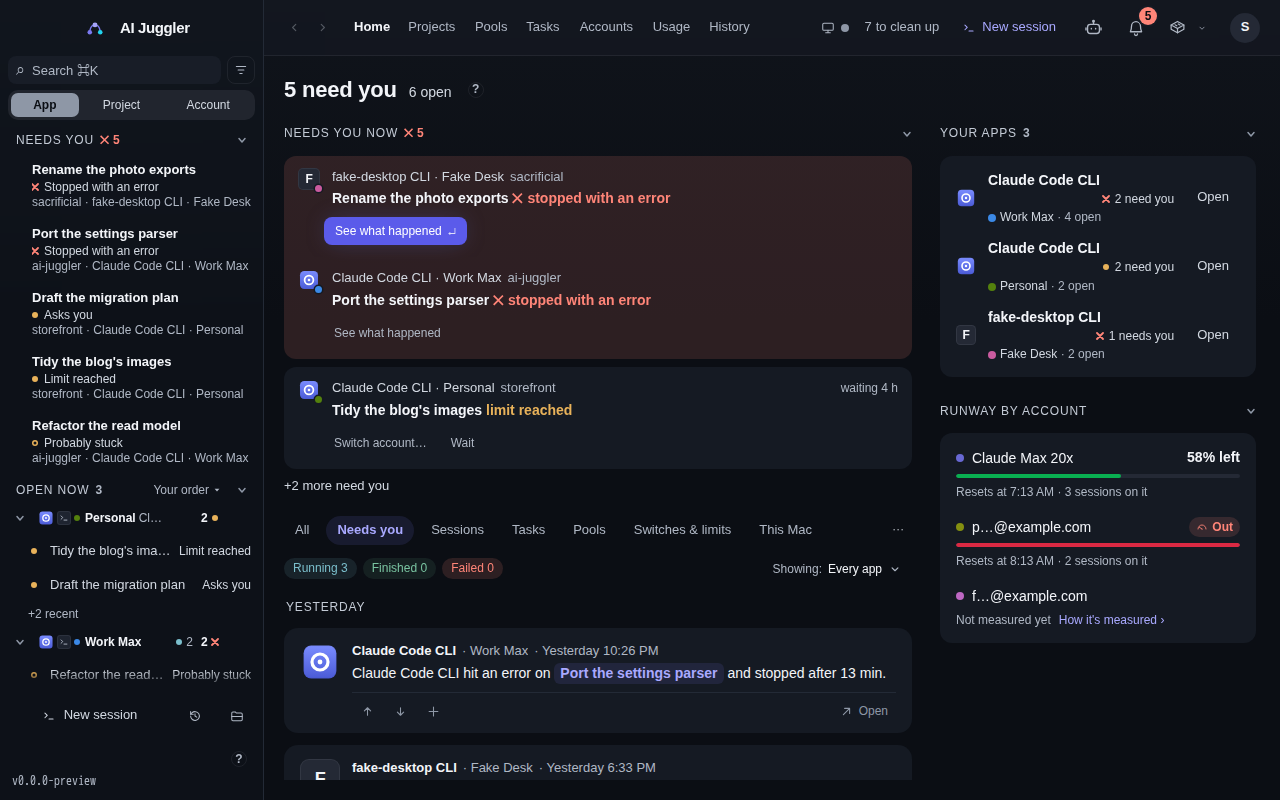 AI Juggler
Search ⌘K
App Project Account
NEEDS YOU 5
Rename the photo exports
Stopped with an error
sacrificial · fake-desktop CLI · Fake Desk
Port the settings parser
Stopped with an error
ai-juggler · Claude Code CLI · Work Max
Draft the migration plan
Asks you
storefront · Claude Code CLI · Personal
Tidy the blog's images
Limit reached
storefront · Claude Code CLI · Personal
Refactor the read model
Probably stuck
ai-juggler · Claude Code CLI · Work Max
OPEN NOW 3 Your order
Personal Cl… 2
Tidy the blog's ima… Limit reached
Draft the migration plan Asks you
+2 recent
Work Max 2 2
Refactor the read… Probably stuck
New session
?
v0.0.0-preview
Home Projects Pools Tasks Accounts Usage History
7 to clean up
New session
5
S
5 need you 6 open ?
NEEDS YOU NOW 5
F
fake-desktop CLI · Fake Desk sacrificial
Rename the photo exports stopped with an error
See what happened
Claude Code CLI · Work Max ai-juggler
Port the settings parser stopped with an error
See what happened
Claude Code CLI · Personal storefront waiting 4 h
Tidy the blog's images limit reached
Switch account… Wait
+2 more need you
All Needs you Sessions Tasks Pools Switches & limits This Mac ···
Running 3 Finished 0 Failed 0
Showing: Every app
YESTERDAY
Claude Code CLI · Work Max · Yesterday 10:26 PM
Claude Code CLI hit an error on Port the settings parser and stopped after 13 min.
Open
F
fake-desktop CLI · Fake Desk · Yesterday 6:33 PM
YOUR APPS 3
Claude Code CLI
2 need you
Open
Work Max · 4 open
Claude Code CLI
2 need you
Open
Personal · 2 open
F
fake-desktop CLI
1 needs you
Open
Fake Desk · 2 open
RUNWAY BY ACCOUNT
Claude Max 20x 58% left
Resets at 7:13 AM · 3 sessions on it
p…@example.com Out
Resets at 8:13 AM · 2 sessions on it
f…@example.com
Not measured yet How it's measured ›